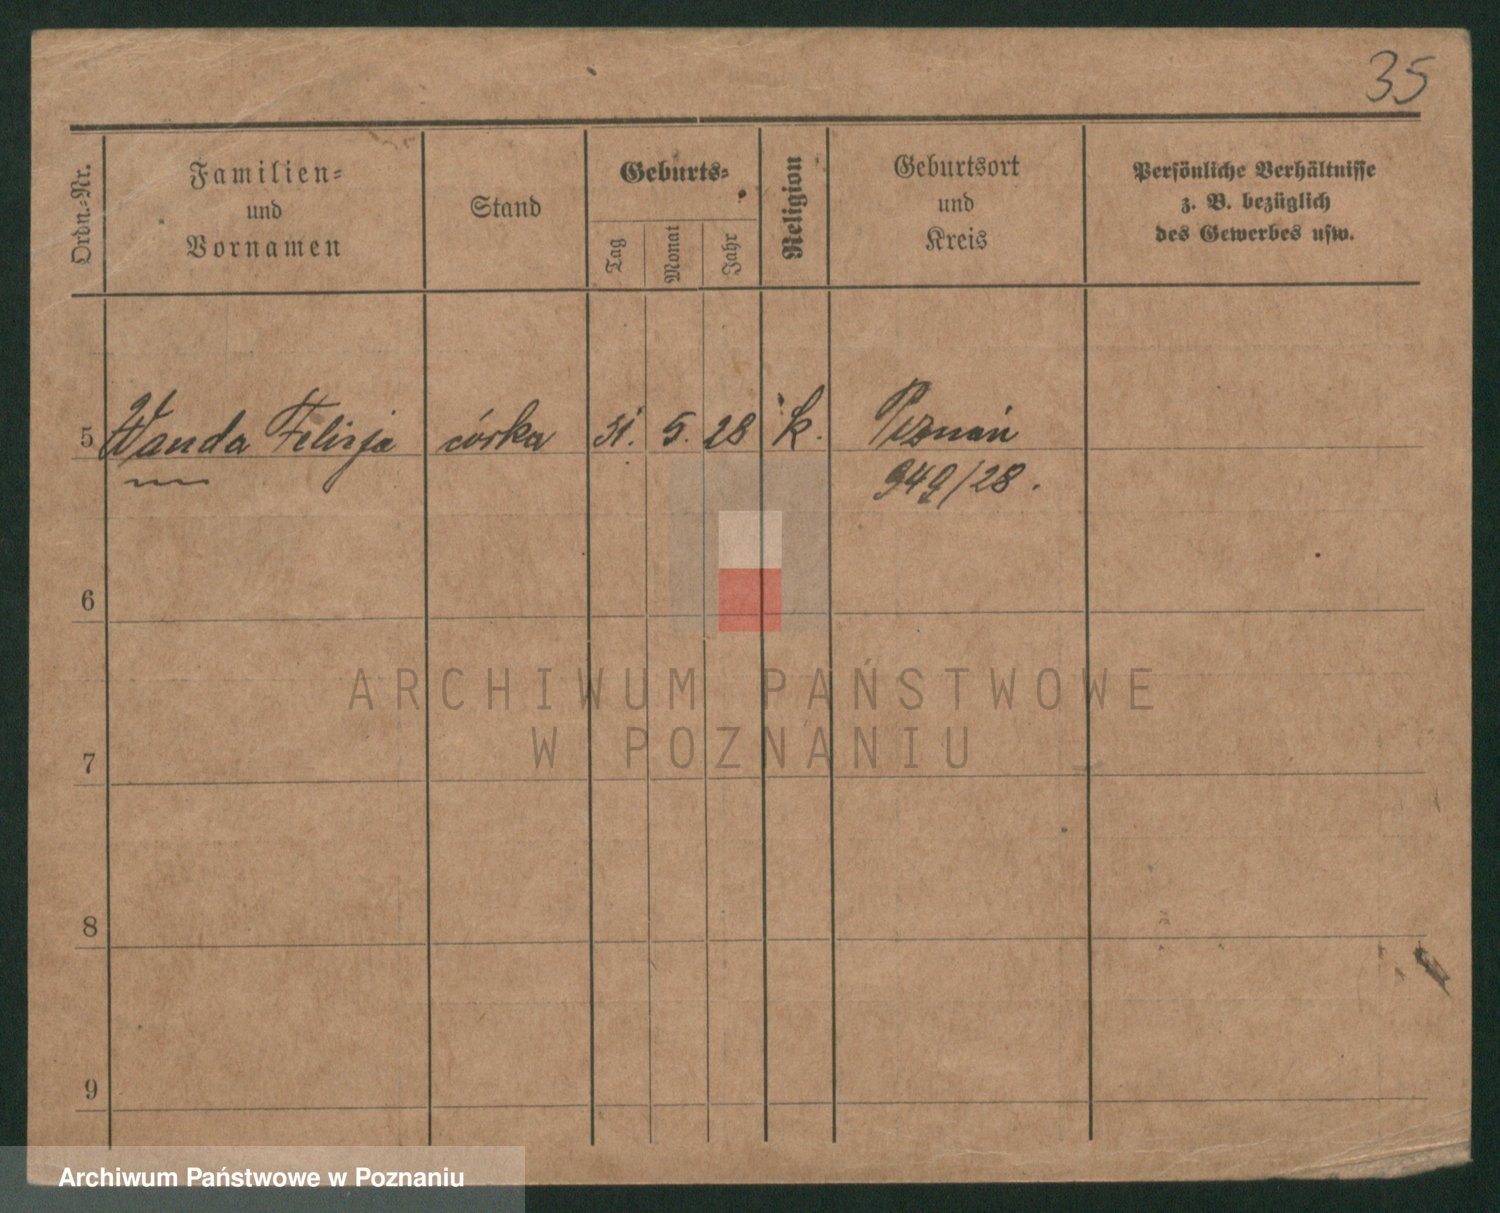 35
Ordn.-Nr.
Familien-
und
Vornamen
Stand
Geburts-
Tag
Monat
Jahr
Religion
Geburtsort
und
Kreis
Persönliche Verhältnisse
z. B. bezüglich
des Gewerbes usw.
5 Wanda Felicja córka 31. 5. 28 k. Poznań
949/28.
6
7
8
9
ARCHIWUM PAŃSTWOWE
W POZNANIU
Archiwum Państwowe w Poznaniu